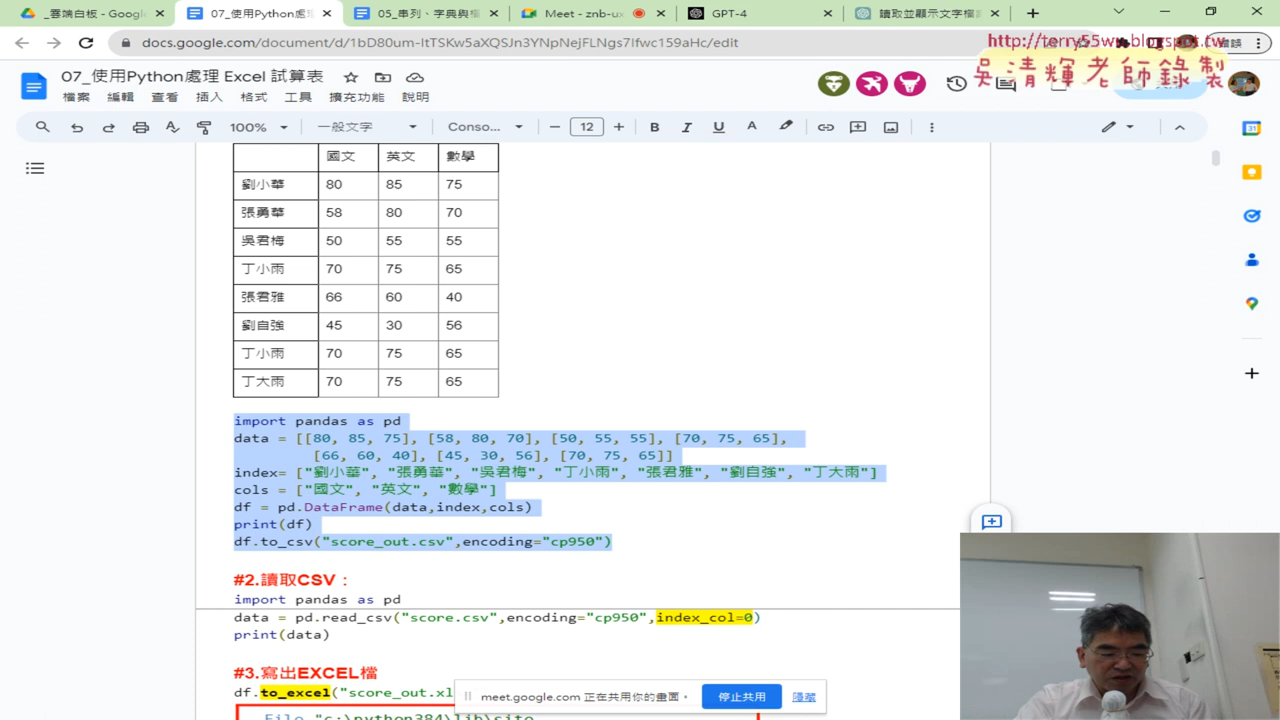 _雲端白板 - Google
07_使用Python處理
05_串列、字典與檔
Meet - znb-ux
GPT-4
讀取並顯示文字檔
docs.google.com/document/d/1bD80um-ItTSKw5aXQSJn3YNpNejFLNgs7Ifwc159aHc/edit
http://terry55wu.blogspot.tw
吳清輝老師錄製
07_使用Python處理 Excel 試算表
檔案 編輯 查看 插入 格式 工具 擴充功能 說明
100% 一般文字 Conso... 12 B I U A
國文 英文 數學
劉小華 80 85 75
張勇華 58 80 70
吳君梅 50 55 55
丁小雨 70 75 65
張君雅 66 60 40
劉自強 45 30 56
丁小雨 70 75 65
丁大雨 70 75 65
import pandas as pd
data = [[80, 85, 75], [58, 80, 70], [50, 55, 55], [70, 75, 65],
[66, 60, 40], [45, 30, 56], [70, 75, 65]]
index= ["劉小華", "張勇華", "吳君梅", "丁小雨", "張君雅", "劉自強", "丁大雨"]
cols = ["國文", "英文", "數學"]
df = pd.DataFrame(data,index,cols)
print(df)
df.to_csv("score_out.csv",encoding="cp950")
#2.讀取CSV：
import pandas as pd
data = pd.read_csv("score.csv",encoding="cp950",index_col=0)
print(data)
#3.寫出EXCEL檔
df.to_excel("score_out.xl
meet.google.com 正在共用你的畫面。 停止共用 隱藏
File "c:\python384\lib\site
31